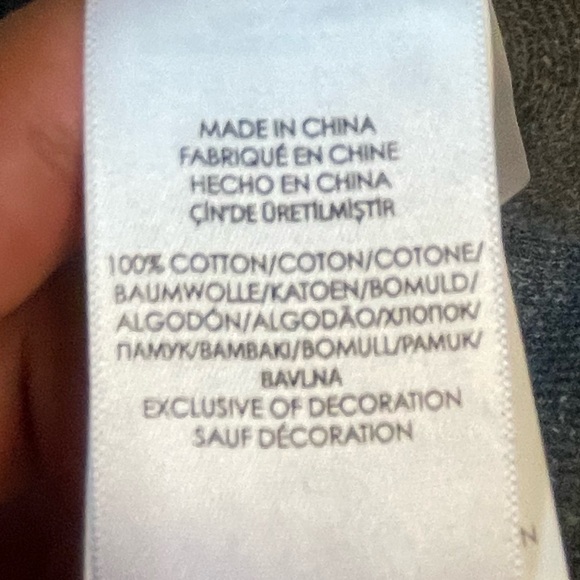 MADE IN CHINA
FABRIQUÉ EN CHINE
HECHO EN CHINA
ÇİN'DE ÜRETİLMİŞTİR
100% COTTON/COTON/COTONE/
BAUMWOLLE/KATOEN/BOMULD/
ALGODÓN/ALGODÃO/ХЛОПОК/
ПАМУК/BAMBAKI/BOMULL/PAMUK/
BAVLNA
EXCLUSIVE OF DECORATION
SAUF DÉCORATION
N